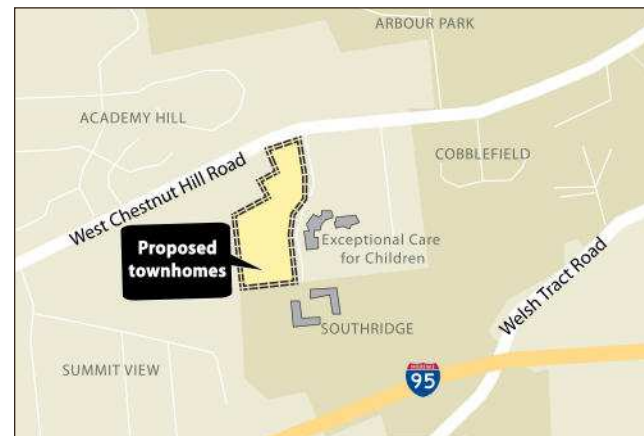 ARBOUR PARK
ACADEMY HILL
COBBLEFIELD
West Chestnut Hill Road
Proposed
townhomes
Exceptional Care
for Children
Welsh Tract Road
SOUTHRIDGE
SUMMIT VIEW
95